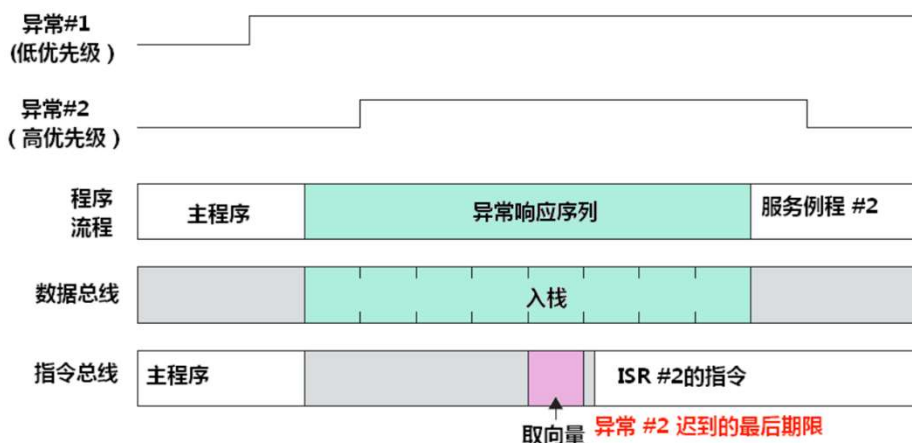 异常#1
(低优先级）
异常#2
（高优先级）
程序
流程
主程序
异常响应序列
服务例程 #2
数据总线
入栈
指令总线
主程序
ISR #2的指令
取向量
异常 #2 迟到的最后期限